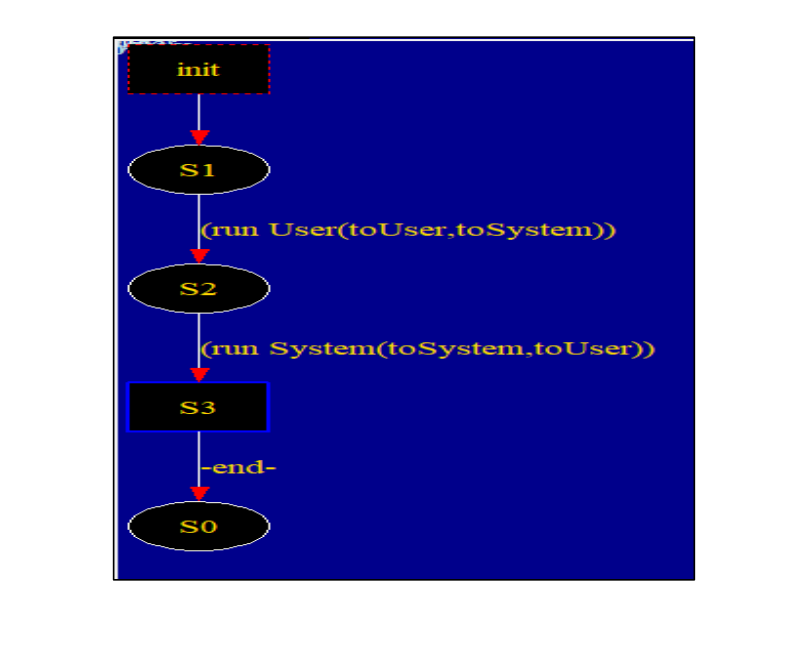 init
S1
(run User(toUser,toSystem))
S2
(run System(toSystem,toUser))
S3
-end-
S0